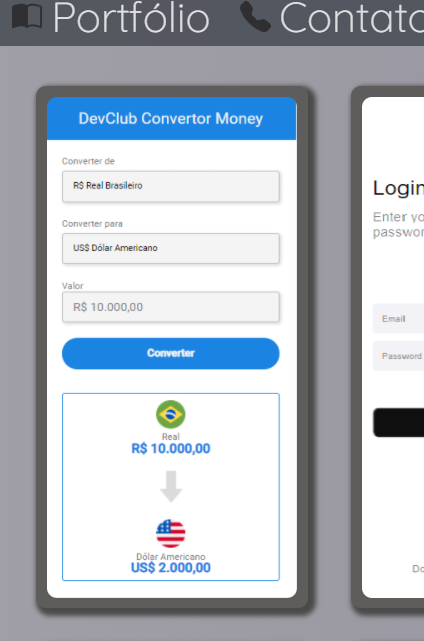 Portfólio Contato
DevClub Convertor Money
Converter de
R$ Real Brasileiro
Converter para
US$ Dólar Americano
Valor
R$ 10.000,00
Converter
Real
R$ 10.000,00
Dólar Americano
US$ 2.000,00
Login
Enter yo
passwor
Email
Password
Do